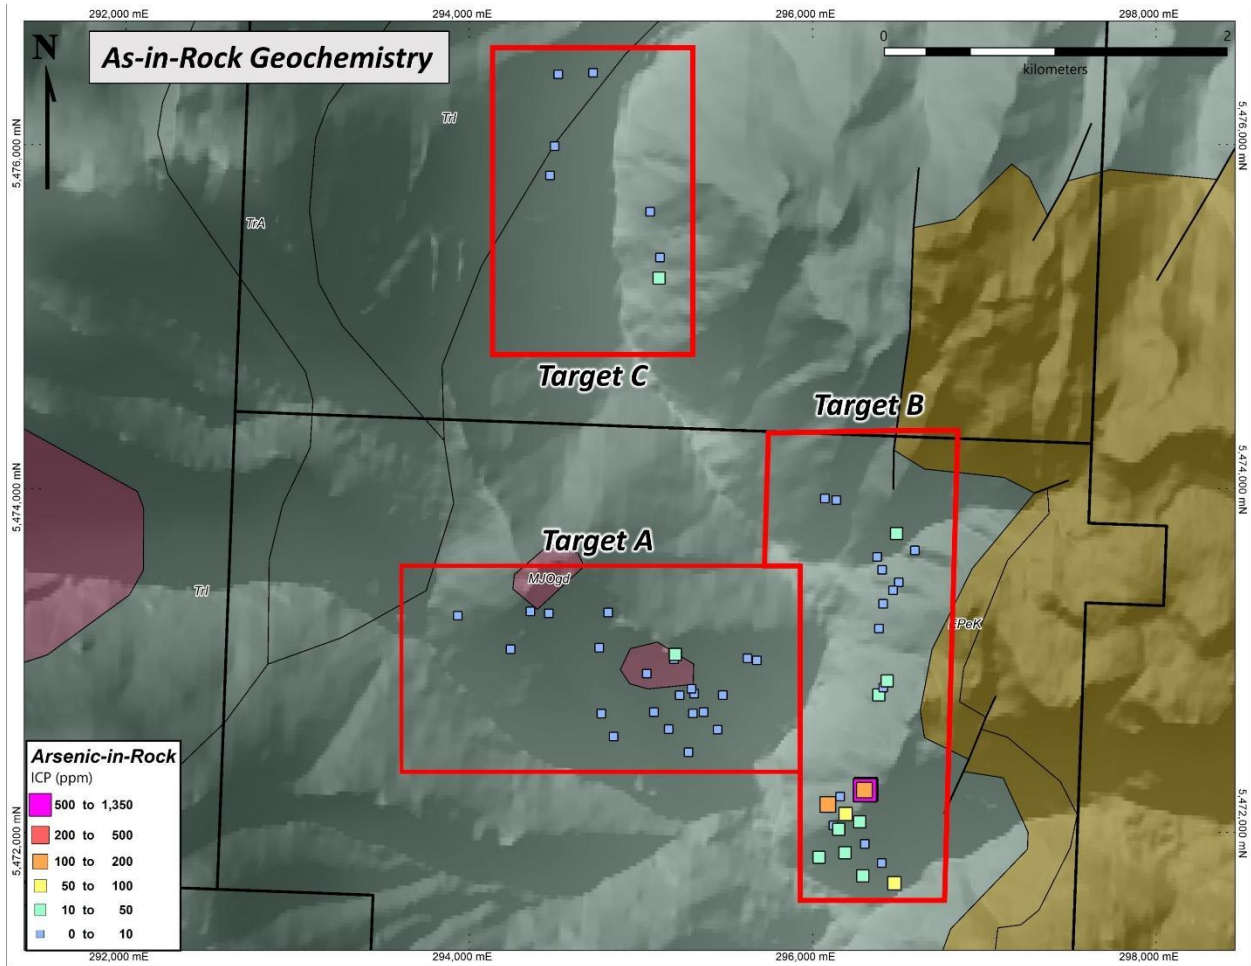 292,000 mE
294,000 mE
296,000 mE
298,000 mE
N
As-in-Rock Geochemistry
0
2
kilometers
TrI
5,476,000 mN
5,476,000 mN
TrA
Target C
Target B
5,474,000 mN
5,474,000 mN
Target A
MJOgd
TrI
EPeK
Arsenic-in-Rock
ICP (ppm)
500 to 1,350
200 to 500
100 to 200
50 to 100
10 to 50
0 to 10
5,472,000 mN
5,472,000 mN
292,000 mE
294,000 mE
296,000 mE
298,000 mE